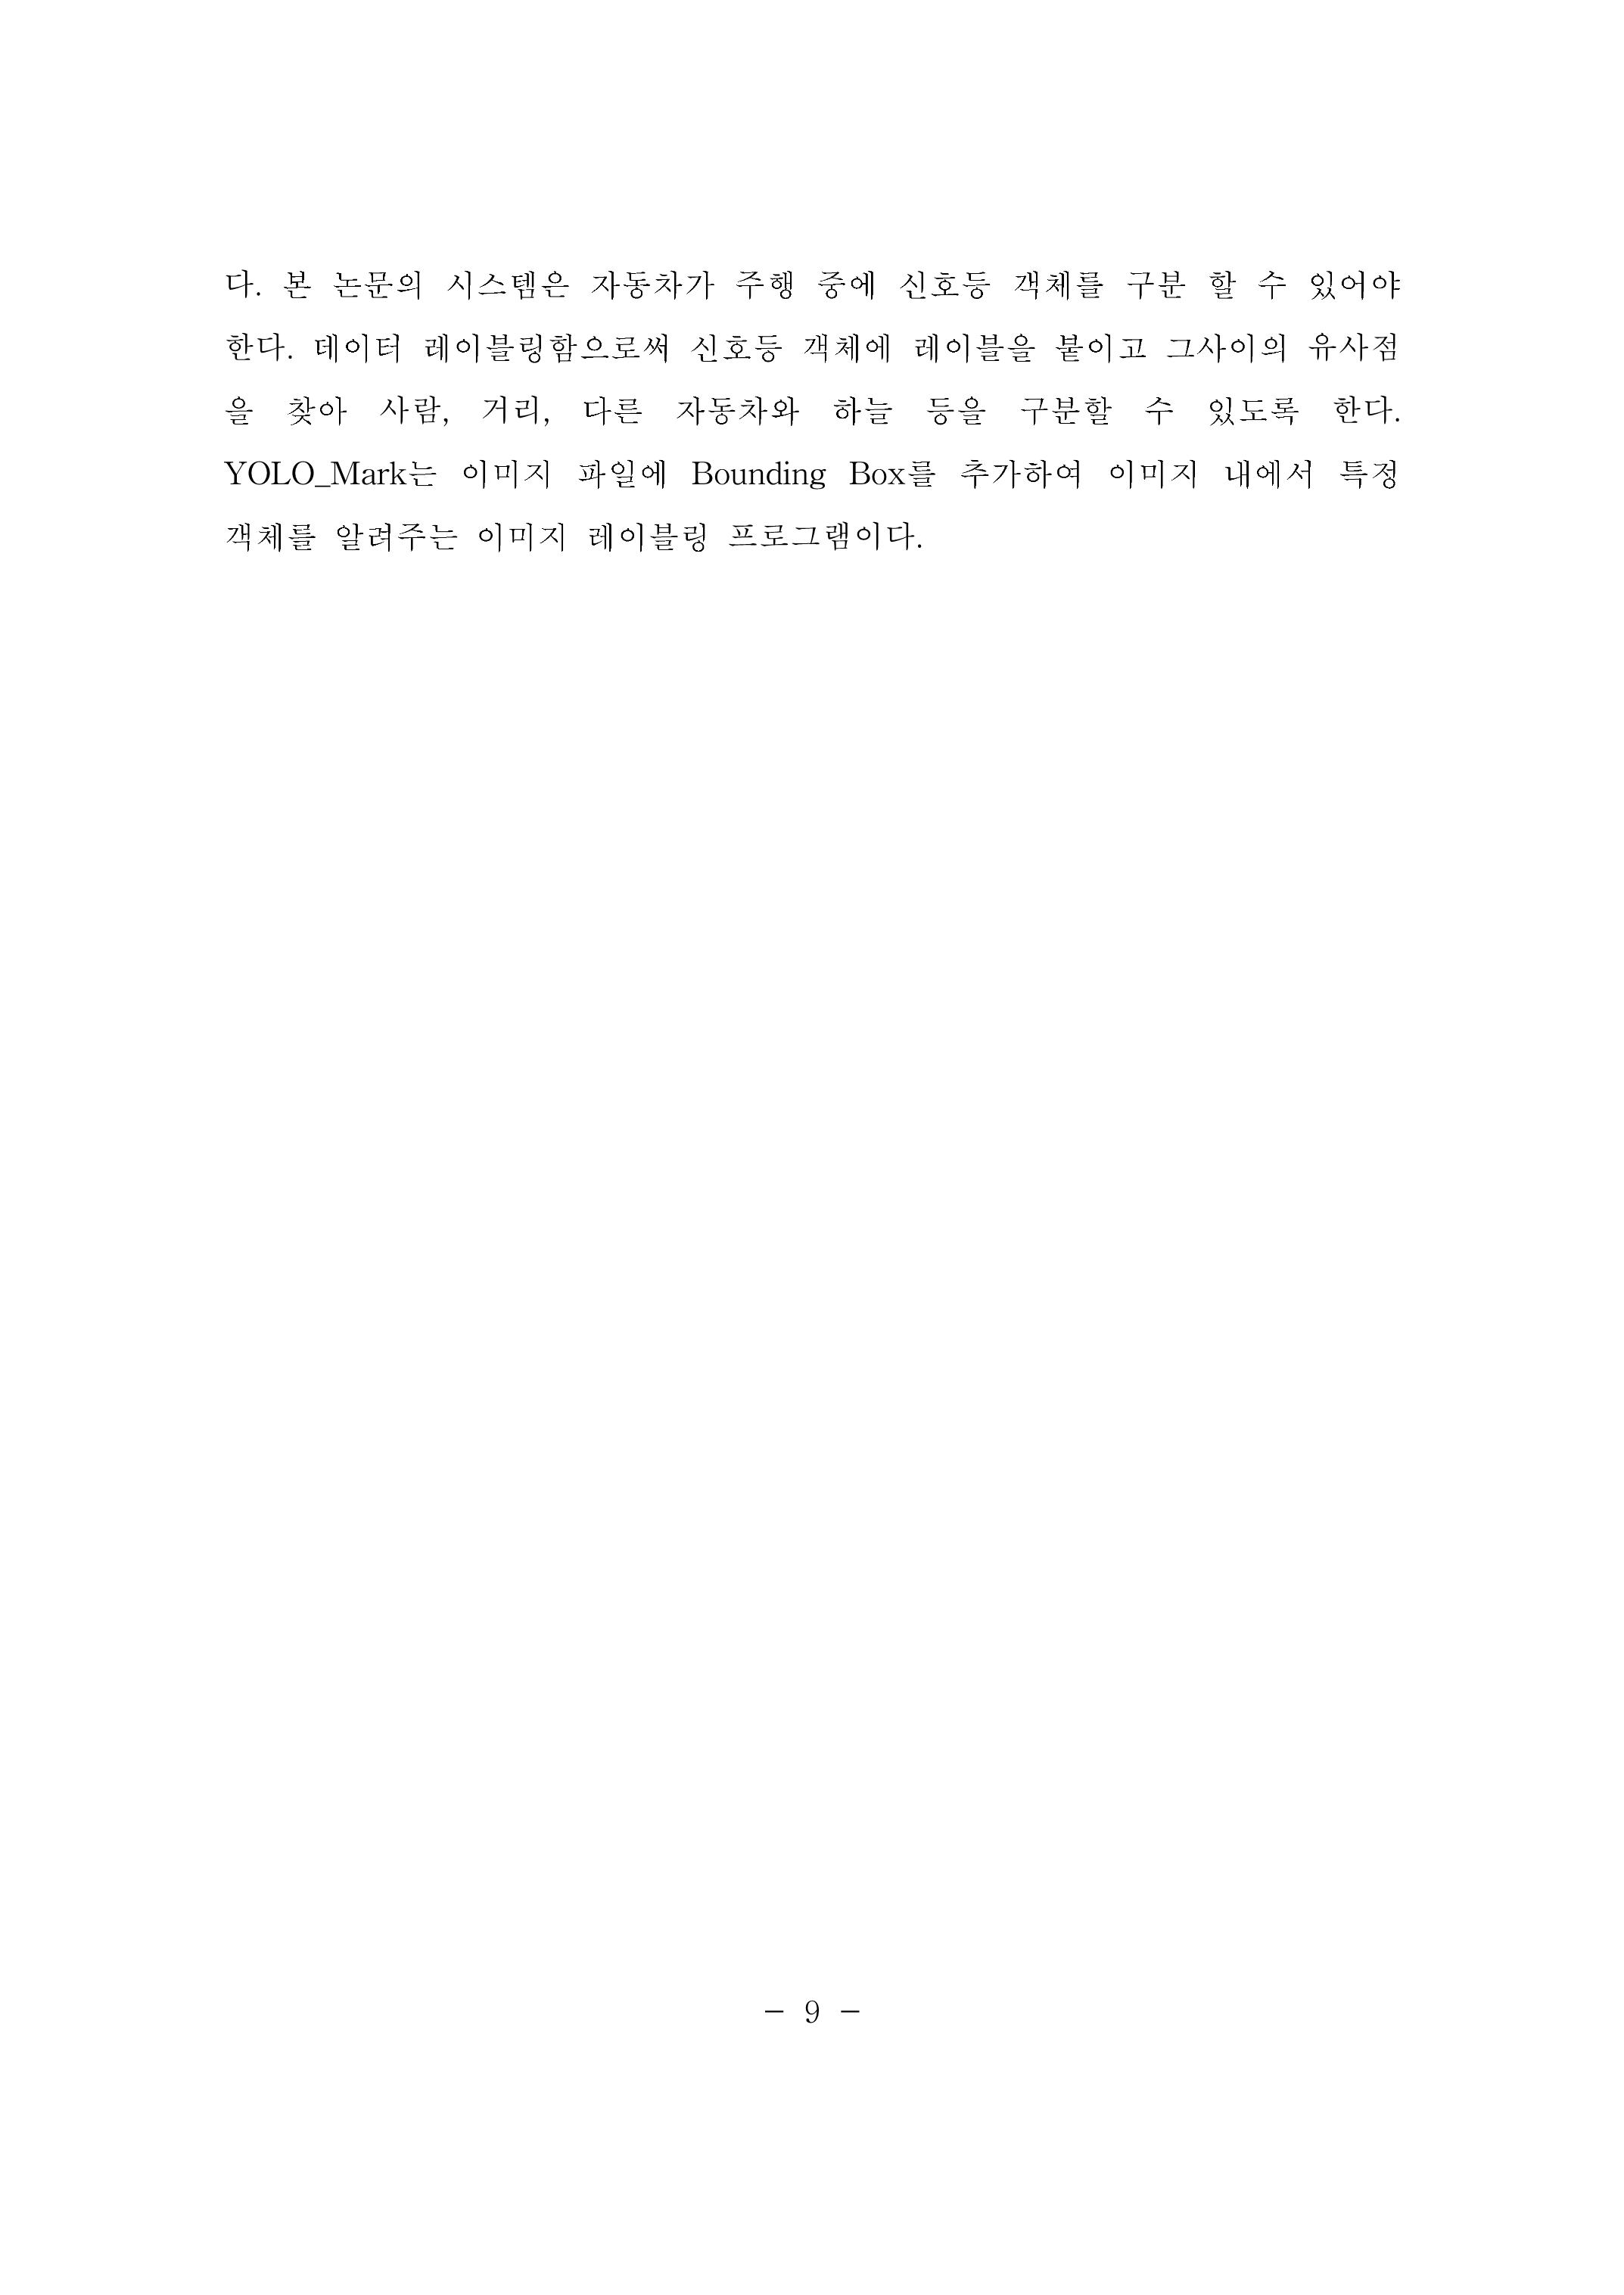 다. 본 논문의 시스템은 자동차가 주행 중에 신호등 객체를 구분 할 수 있어야
한다. 데이터 레이블링함으로써 신호등 객체에 레이블을 붙이고 그사이의 유사점
을 찾아 사람, 거리, 다른 자동차와 하늘 등을 구분할 수 있도록 한다.
YOLO_Mark는 이미지 파일에 Bounding Box를 추가하여 이미지 내에서 특정
객체를 알려주는 이미지 레이블링 프로그램이다.
- 9 -